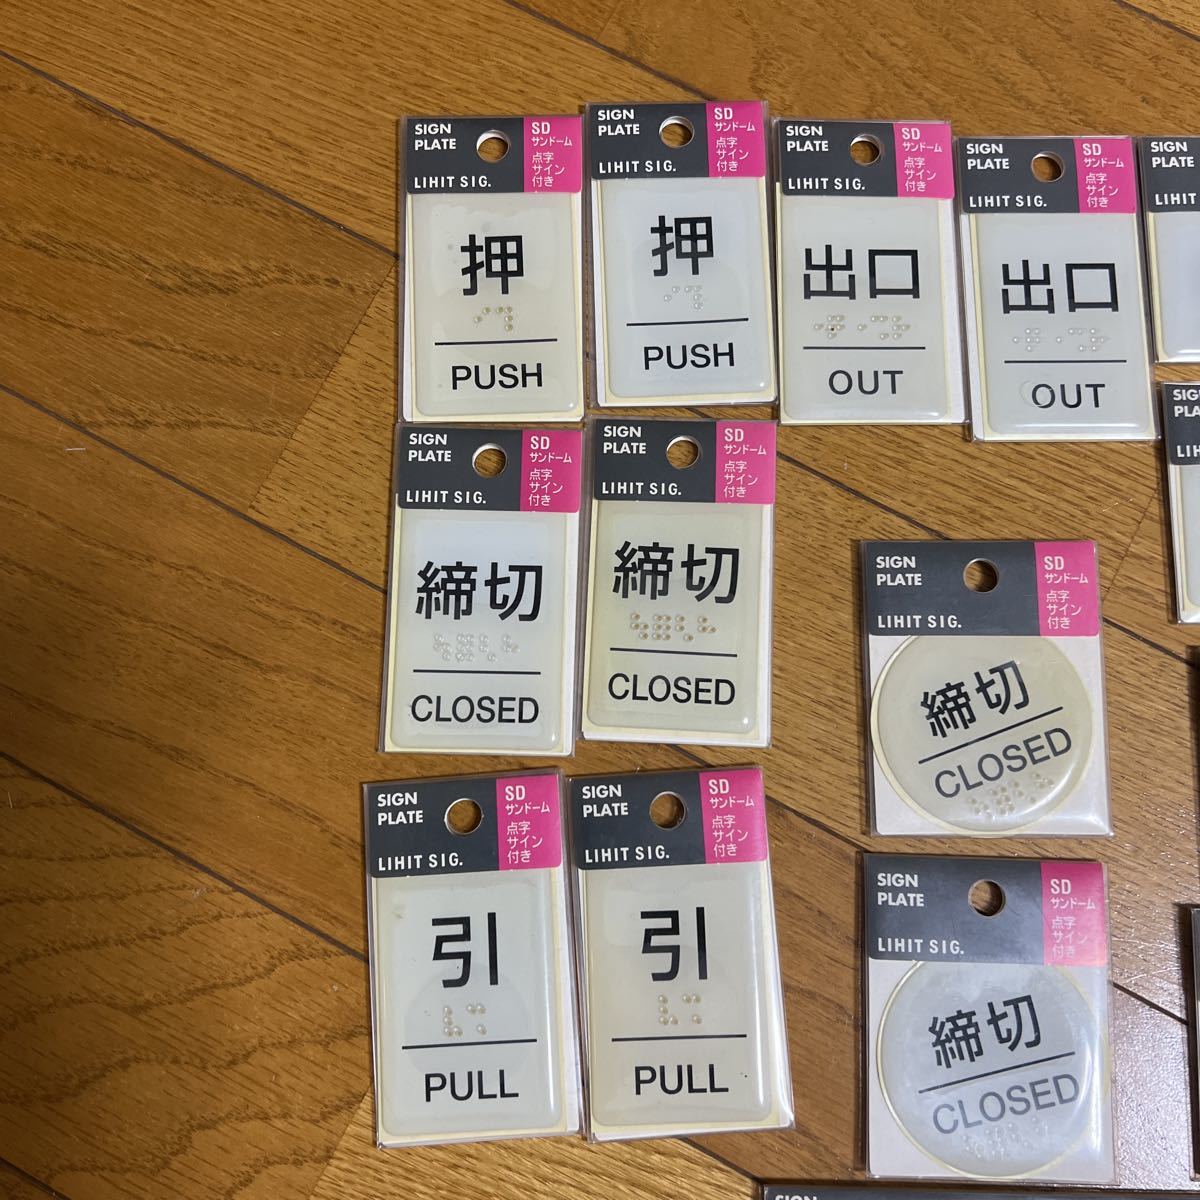 SIGN
PLATE
LIHIT SIG.
SD
サンドーム
点字
サイン
付き
押
PUSH
SIGN
PLATE
LIHIT SIG.
SD
サンドーム
点字
サイン
付き
押
PUSH
SIGN
PLATE
LIHIT SIG.
SD
サンドーム
点字
サイン
付き
出口
OUT
SIGN
PLATE
LIHIT SIG.
SD
サンドーム
点字
サイン
付き
出口
OUT
SIGN
PLATE
LIHIT
SIGN
PLA
LIH
SIGN
PLATE
LIHIT SIG.
SD
サンドーム
点字
サイン
付き
締切
CLOSED
SIGN
PLATE
LIHIT SIG.
SD
サンドーム
点字
サイン
付き
締切
CLOSED
SIGN
PLATE
LIHIT SIG.
SD
サンドーム
点字
サイン
付き
締切
CLOSED
SIGN
PLATE
LIHIT SIG.
SD
サンドーム
点字
サイン
付き
引
PULL
SIGN
PLATE
LIHIT SIG.
SD
サンドーム
点字
サイン
付き
引
PULL
SIGN
PLATE
LIHIT SIG.
SD
サンドーム
点字
サイン
付き
締切
CLOSED
SIGN